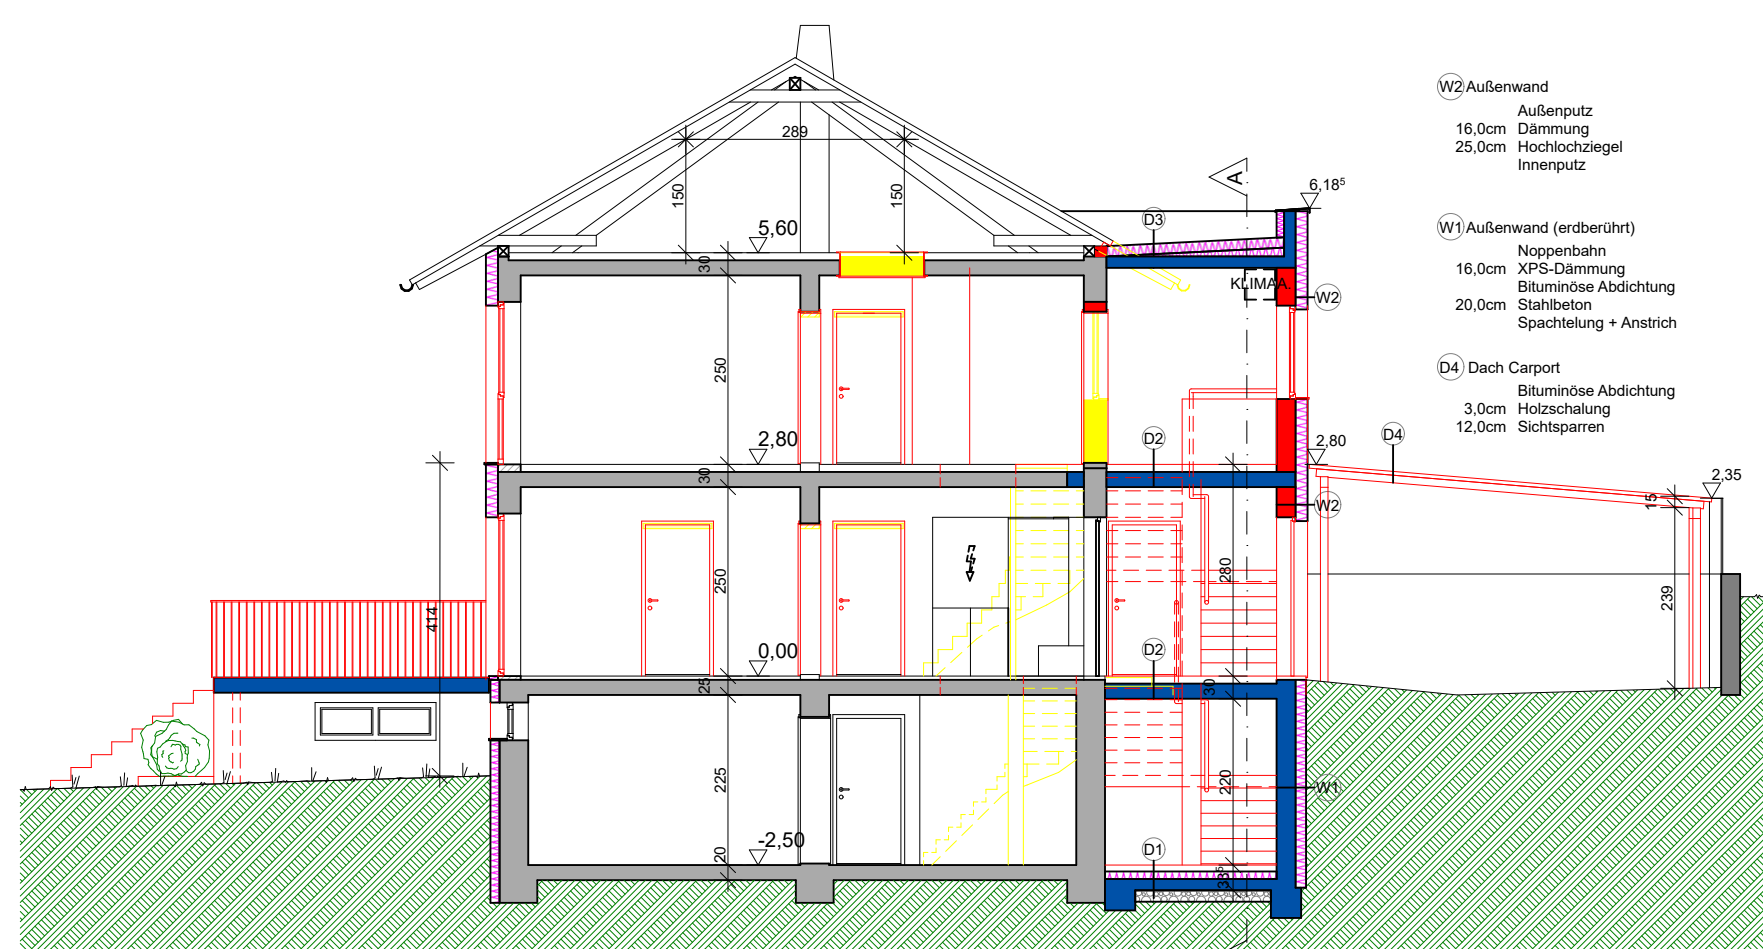 W2 Außenwand
Außenputz
16,0cm Dämmung
25,0cm Hochlochziegel
Innenputz
W1 Außenwand (erdberührt)
Noppenbahn
16,0cm XPS-Dämmung
Bituminöse Abdichtung
20,0cm Stahlbeton
Spachtelung + Anstrich
D4 Dach Carport
Bituminöse Abdichtung
3,0cm Holzschalung
12,0cm Sichtsparren
289
150
150
A
6,18⁵
D3
5,60
30
KLIMAA.
W2
250
2,80
D2
2,80
D4
30
2,35
15
W2
280
250
239
414
0,00
D2
25
30
225
220
W1
-2,50
20
D1
33⁵